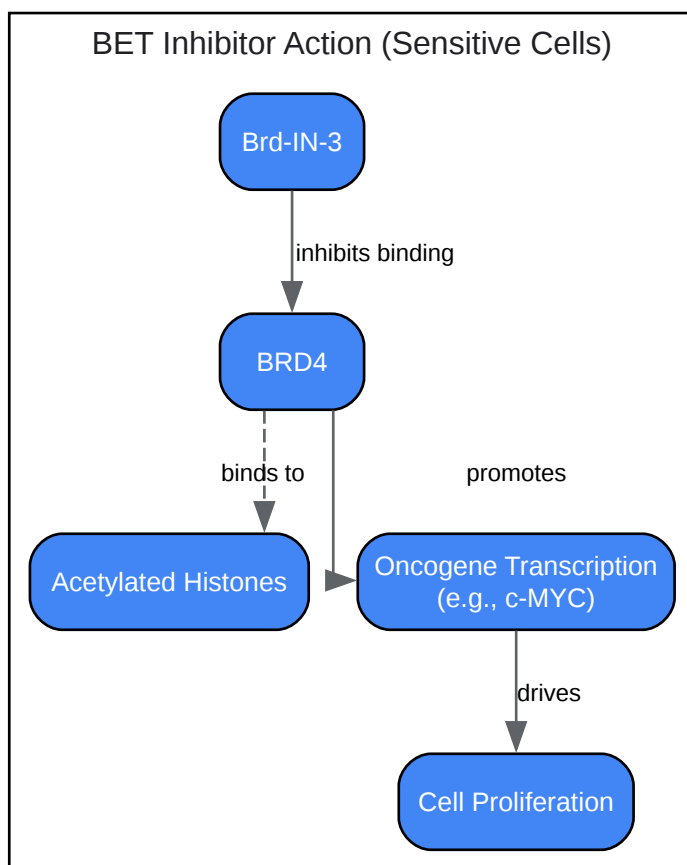 BET Inhibitor Action (Sensitive Cells)
Brd-IN-3
inhibits binding
BRD4
binds to
promotes
Acetylated Histones
Oncogene Transcription
(e.g., c-MYC)
drives
Cell Proliferation